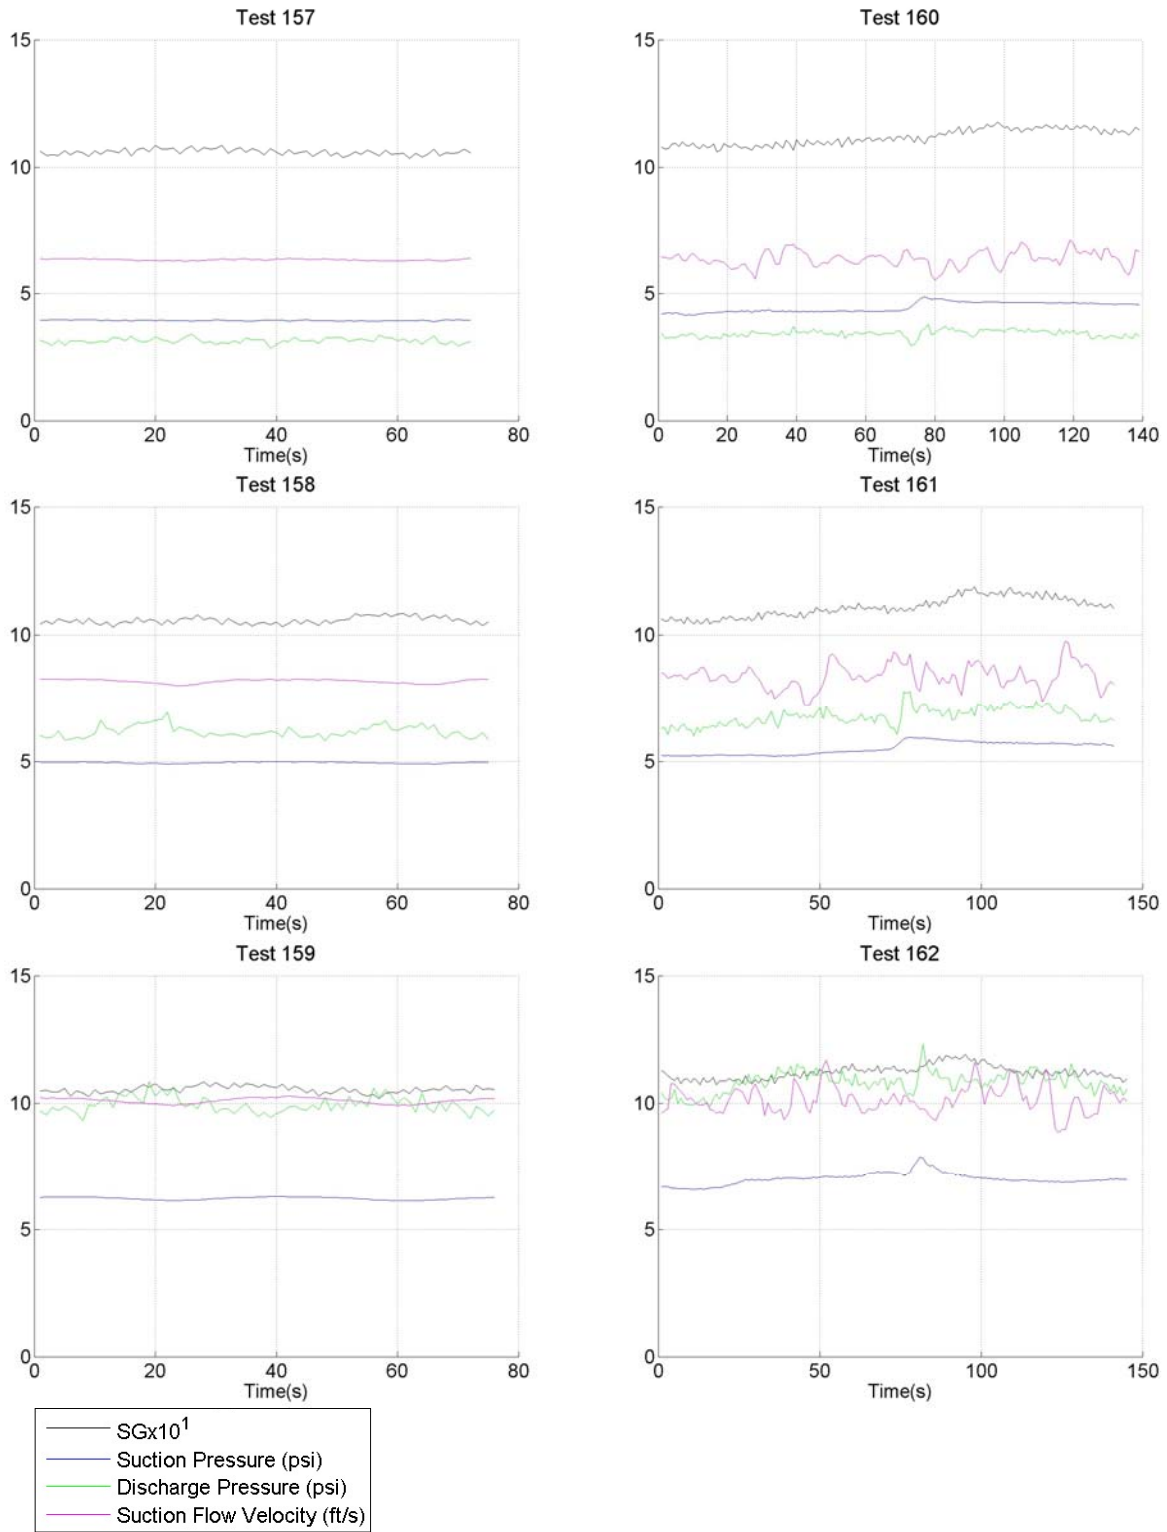 Test 157
15
10
5
0
0 20 40 60 80
Time(s)
Test 160
15
10
5
0
0 20 40 60 80 100 120 140
Time(s)
Test 158
15
10
5
0
0 20 40 60 80
Time(s)
Test 161
15
10
5
0
0 50 100 150
Time(s)
Test 159
15
10
5
0
0 20 40 60 80
Time(s)
Test 162
15
10
5
0
0 50 100 150
Time(s)
SGx10¹
Suction Pressure (psi)
Discharge Pressure (psi)
Suction Flow Velocity (ft/s)